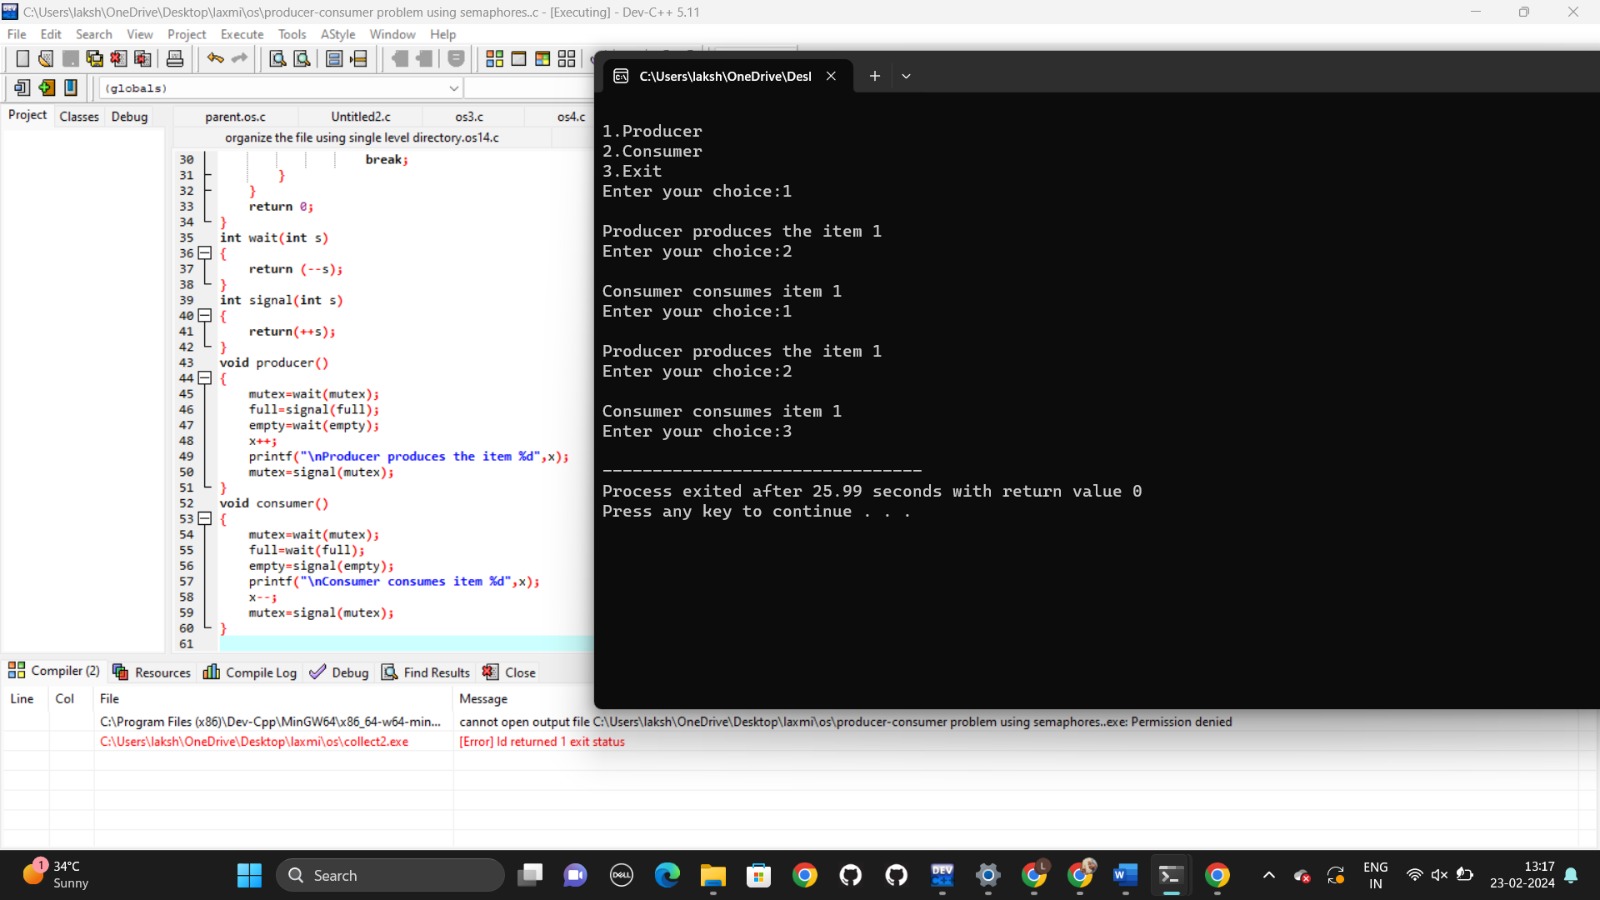 C:\Users\laksh\OneDrive\Desktop\laxmi\os\producer-consumer problem using semaphores..c - [Executing] - Dev-C++ 5.11
File Edit Search View Project Execute Tools AStyle Window Help
(globals)
Project Classes Debug
parent.os.c Untitled2.c os3.c os4.c
organize the file using single level directory.os14.c
30 break;
31 }
32 }
33 return 0;
34 }
35 int wait(int s)
36 {
37 return (--s);
38 }
39 int signal(int s)
40 {
41 return(++s);
42 }
43 void producer()
44 {
45 mutex=wait(mutex);
46 full=signal(full);
47 empty=wait(empty);
48 x++;
49 printf("\nProducer produces the item %d",x);
50 mutex=signal(mutex);
51 }
52 void consumer()
53 {
54 mutex=wait(mutex);
55 full=wait(full);
56 empty=signal(empty);
57 printf("\nConsumer consumes item %d",x);
58 x--;
59 mutex=signal(mutex);
60 }
61
C:\Users\laksh\OneDrive\Desl
1.Producer
2.Consumer
3.Exit
Enter your choice:1
Producer produces the item 1
Enter your choice:2
Consumer consumes item 1
Enter your choice:1
Producer produces the item 1
Enter your choice:2
Consumer consumes item 1
Enter your choice:3
--------------------------------
Process exited after 25.99 seconds with return value 0
Press any key to continue . . .
Compiler (2) Resources Compile Log Debug Find Results Close
Line Col File Message
C:\Program Files (x86)\Dev-Cpp\MinGW64\x86_64-w64-min... cannot open output file C:\Users\laksh\OneDrive\Desktop\laxmi\os\producer-consumer problem using semaphores..exe: Permission denied
C:\Users\laksh\OneDrive\Desktop\laxmi\os\collect2.exe [Error] ld returned 1 exit status
1
34°C
Sunny
Search
DELL
DEV
L
W
ENG
IN
13:17
23-02-2024